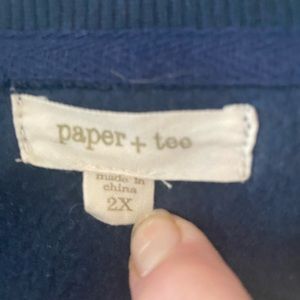 paper + tee
made in
china
2X